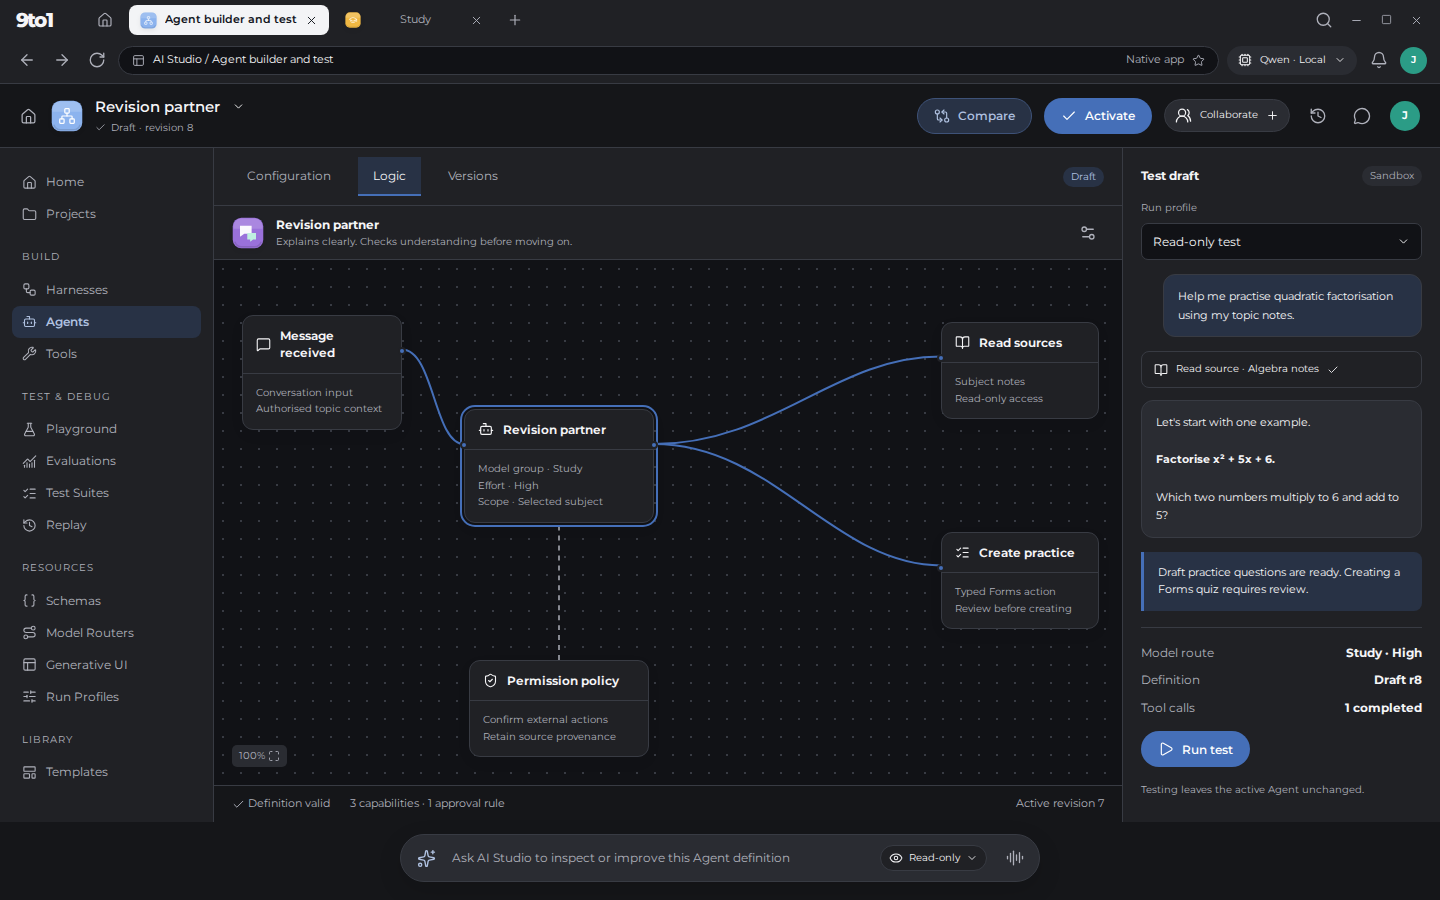 9to1
Agent builder and test
Study
AI Studio / Agent builder and test
Native app
Qwen · Local
J
Revision partner
Draft · revision 8
Compare
Activate
Collaborate
J
Home
Projects
BUILD
Harnesses
Agents
Tools
TEST & DEBUG
Playground
Evaluations
Test Suites
Replay
RESOURCES
Schemas
Model Routers
Generative UI
Run Profiles
LIBRARY
Templates
Configuration
Logic
Versions
Draft
Revision partner
Explains clearly. Checks understanding before moving on.
Message
received
Conversation input
Authorised topic context
Revision partner
Model group · Study
Effort · High
Scope · Selected subject
Read sources
Subject notes
Read-only access
Create practice
Typed Forms action
Review before creating
Permission policy
Confirm external actions
Retain source provenance
100%
Definition valid
3 capabilities · 1 approval rule
Active revision 7
Test draft
Sandbox
Run profile
Read-only test
Help me practise quadratic factorisation
using my topic notes.
Read source · Algebra notes
Let's start with one example.
Factorise x² + 5x + 6.
Which two numbers multiply to 6 and add to
5?
Draft practice questions are ready. Creating a
Forms quiz requires review.
Model route
Study · High
Definition
Draft r8
Tool calls
1 completed
Run test
Testing leaves the active Agent unchanged.
Ask AI Studio to inspect or improve this Agent definition
Read-only